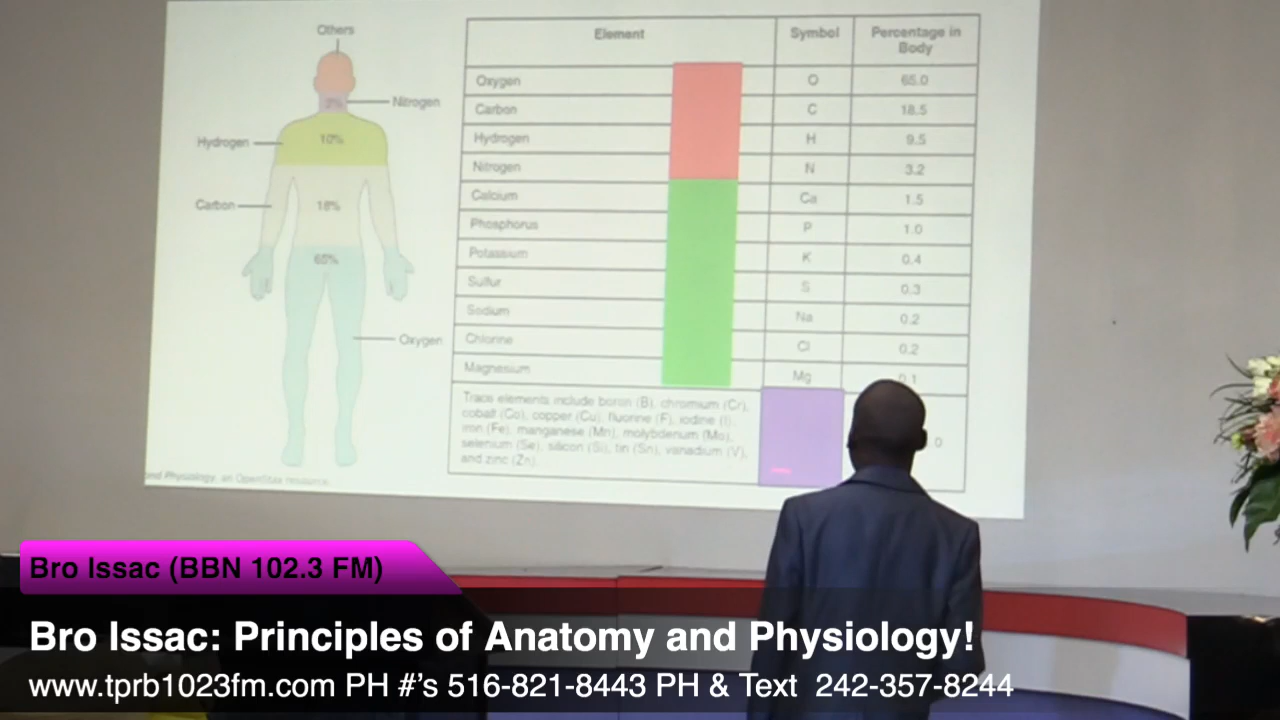 Others
3%
Nitrogen
Hydrogen
10%
Carbon
18%
65%
Oxygen
Element Symbol Percentage in Body
Oxygen O 65.0
Carbon C 18.5
Hydrogen H 9.5
Nitrogen N 3.2
Calcium Ca 1.5
Phosphorus P 1.0
Potassium K 0.4
Sulfur S 0.3
Sodium Na 0.2
Chlorine Cl 0.2
Magnesium Mg 0.1
Trace elements include boron (B), chromium (Cr),
cobalt (Co), copper (Cu), fluorine (F), iodine (I),
iron (Fe), manganese (Mn), molybdenum (Mo),
selenium (Se), silicon (Si), tin (Sn), vanadium (V),
and zinc (Zn).
and Physiology, an OpenStax resource.
Bro Issac (BBN 102.3 FM)
Bro Issac: Principles of Anatomy and Physiology!
www.tprb1023fm.com PH #'s 516-821-8443 PH & Text 242-357-8244